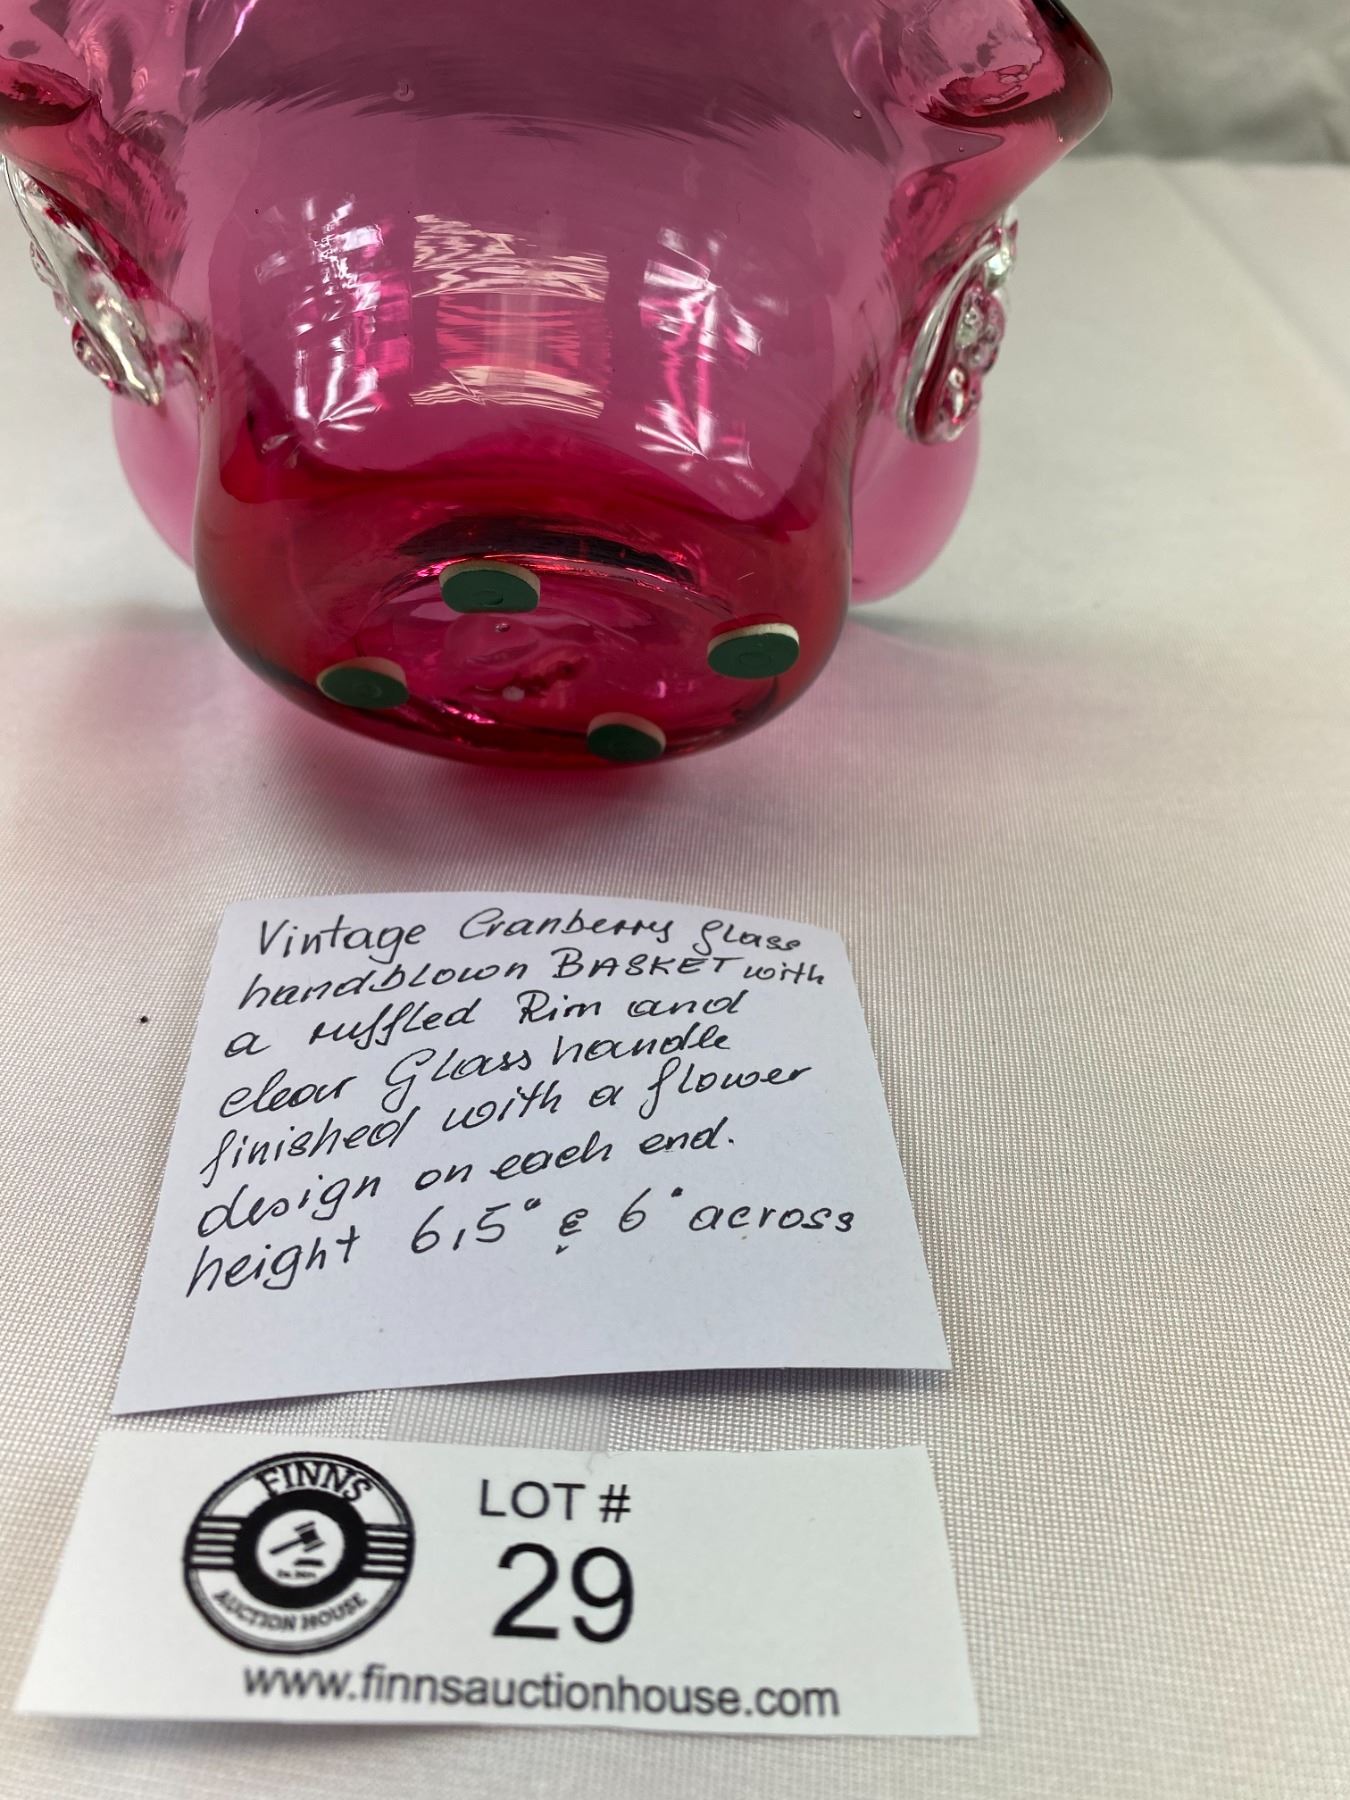 Vintage Cranberry glass
handblown BASKET with
a ruffled Rim and
clear Glass handle
finished with a flower
design on each end.
height 6,5" & 6" across
FINNS
AUCTION HOUSE
LOT #
29
www.finnsauctionhouse.com